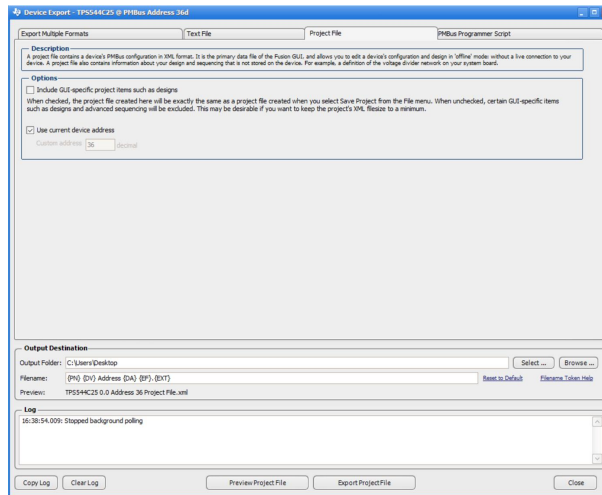 Device Export - TPS544C25 @ PMBus Address 36d
Export Multiple Formats
Text File
Project File
PMBus Programmer Script
Description
A project file contains a device's PMBus configuration in XML format. It is the primary data file of the Fusion GUI, and allows you to edit a device's configuration and design in 'offline' mode: without a live connection to your
device. A project file also contains information about your design and sequencing that is not stored on the device. For example, a definition of the voltage divider network on your system board.
Options
Include GUI-specific project items such as designs
When checked, the project file created here will be exactly the same as a project file created when you select Save Project from the File menu. When unchecked, certain GUI-specific items
such as designs and advanced sequencing will be excluded. This may be desirable if you want to keep the project's XML filesize to a minimum.
Use current device address
Custom address 36 decimal
Output Destination
Output Folder: C:\Users\Desktop
Select ... Browse ...
Filename: {PN} {DV} Address {DA} {EF}.{EXT}
Reset to Default Filename Token Help
Preview: TPS544C25 0.0 Address 36 Project File.xml
Log
16:38:54.009: Stopped background polling
Copy Log Clear Log Preview Project File Export Project File Close